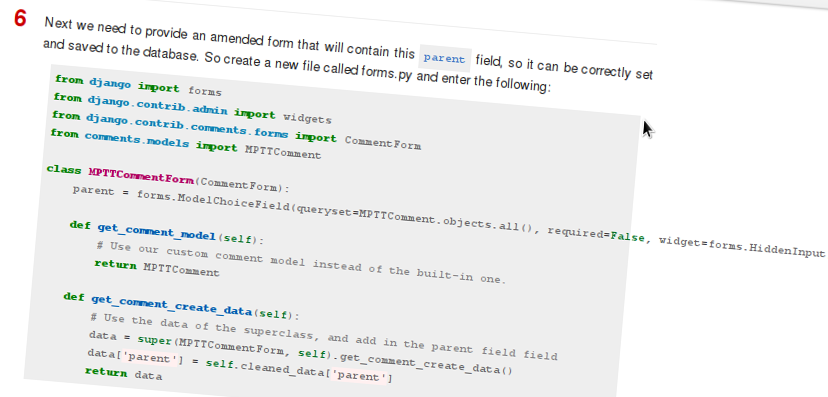 6
Next we need to provide an amended form that will contain this parent field, so it can be correctly set
and saved to the database. So create a new file called forms.py and enter the following:
from django import forms
from django.contrib.admin import widgets
from django.contrib.comments.forms import CommentForm
from comments.models import MPTTComment
class MPTTCommentForm(CommentForm):
    parent = forms.ModelChoiceField(queryset=MPTTComment.objects.all(), required=False, widget=forms.HiddenInput
    def get_comment_model(self):
        # Use our custom comment model instead of the built-in one.
        return MPTTComment
    def get_comment_create_data(self):
        # Use the data of the superclass, and add in the parent field field
        data = super(MPTTCommentForm, self).get_comment_create_data()
        data['parent'] = self.cleaned_data['parent']
        return data